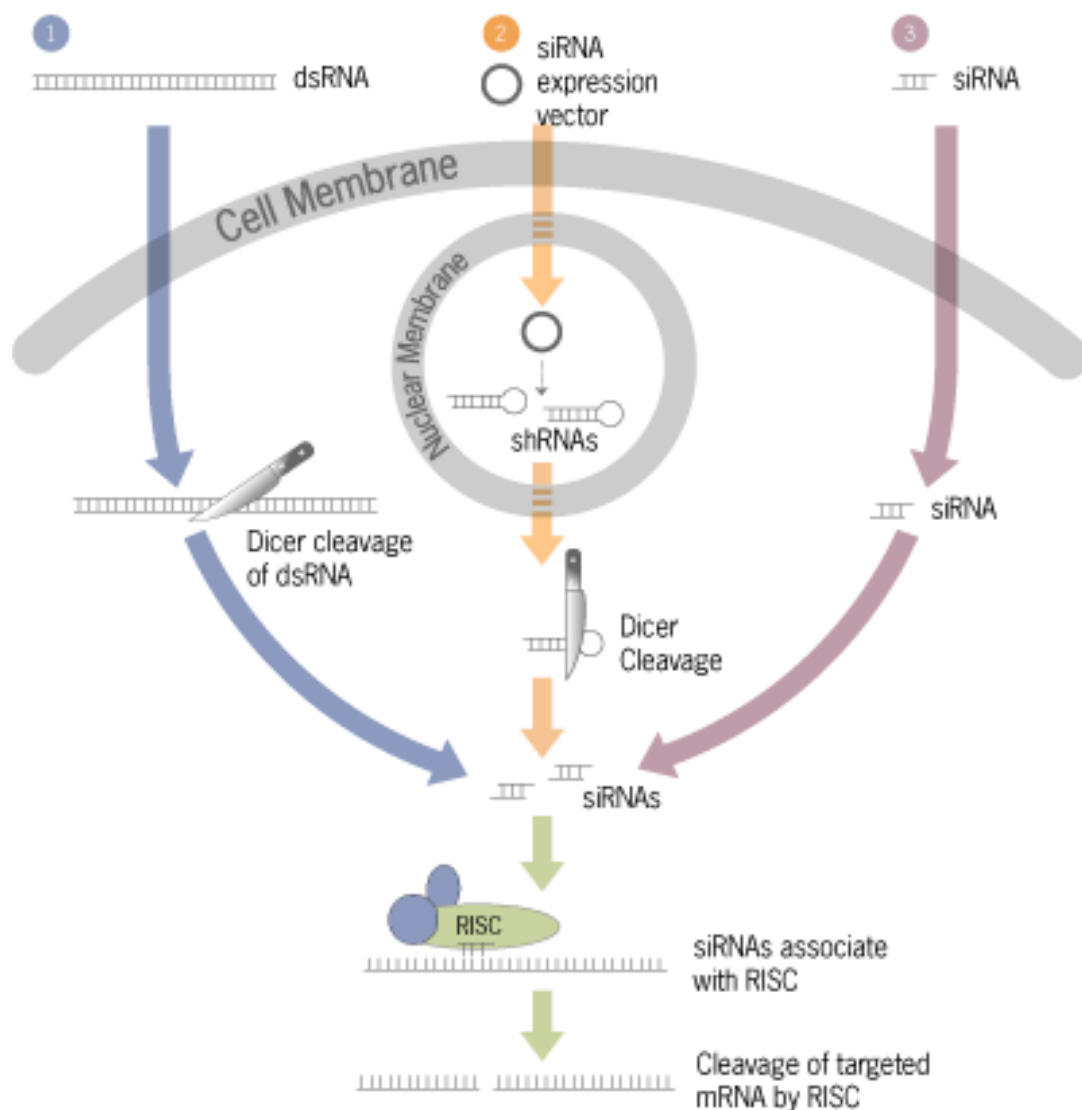 1
dsRNA
2
siRNA
expression
vector
3
siRNA
Cell Membrane
Nuclear Membrane
shRNAs
Dicer cleavage
of dsRNA
siRNA
Dicer
Cleavage
siRNAs
RISC
siRNAs associate
with RISC
Cleavage of targeted
mRNA by RISC